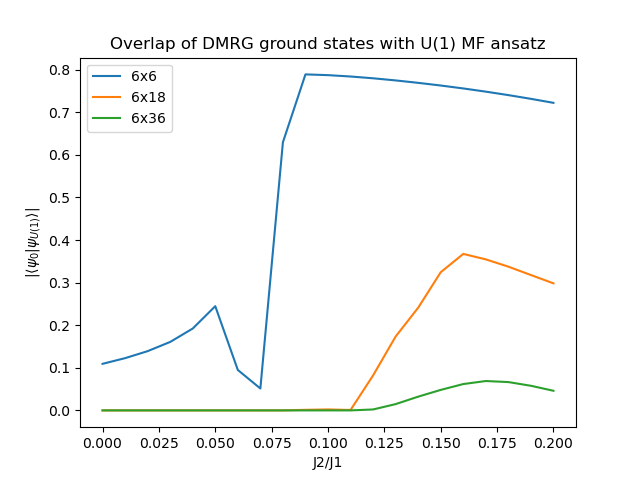 Overlap of DMRG ground states with U(1) MF ansatz
6x6
6x18
6x36
|⟨ψ₀|ψ_{U(1)}⟩|
0.8
0.7
0.6
0.5
0.4
0.3
0.2
0.1
0.0
0.000 0.025 0.050 0.075 0.100 0.125 0.150 0.175 0.200
J2/J1